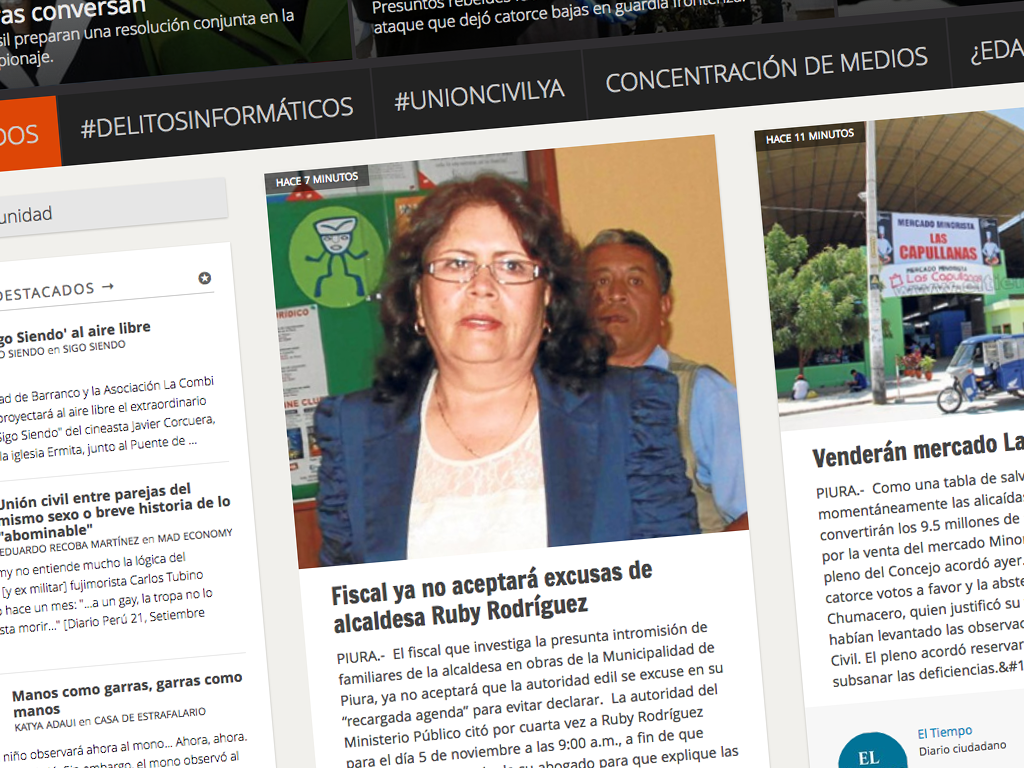 as conversan
sil preparan una resolución conjunta en la
pionaje.
Presuntos rebeldes
ataque que dejó catorce bajas en guardia fronteriza.
DOS
#DELITOSINFORMÁTICOS
#UNIONCIVILYA
CONCENTRACIÓN DE MEDIOS
¿EDA
unidad
DESTACADOS →
go Siendo' al aire libre
O SIENDO en SIGO SIENDO
ad de Barranco y la Asociación La Combi
proyectará al aire libre el extraordinario
Sigo Siendo" del cineasta Javier Corcuera,
la iglesia Ermita, junto al Puente de ...
Unión civil entre parejas del
mismo sexo o breve historia de lo
"abominable"
EDUARDO RECOBA MARTÍNEZ en MAD ECONOMY
my no entiende mucho la lógica del
[y ex militar] fujimorista Carlos Tubino
o hace un mes: "...a un gay, la tropa no lo
sta morir..." [Diario Perú 21, Setiembre
Manos como garras, garras como
manos
KATYA ADAUI en CASA DE ESTRAFALARIO
niño observará ahora al mono... Ahora, ahora.
Sin embargo, el mono observó al
HACE 7 MINUTOS
RÍDICO
INE CLU
Fiscal ya no aceptará excusas de
alcaldesa Ruby Rodríguez
PIURA.- El fiscal que investiga la presunta intromisión de
familiares de la alcaldesa en obras de la Municipalidad de
Piura, ya no aceptará que la autoridad edil se excuse en su
“recargada agenda” para evitar declarar. La autoridad del
Ministerio Público citó por cuarta vez a Ruby Rodríguez
para el día 5 de noviembre a las 9:00 a.m., a fin de que
su abogado para que explique las
HACE 11 MINUTOS
MERCADO MINORISTA
LAS
CAPULLANAS
MERCADO MINORISTA
Las Capullanas
Venderán mercado La
PIURA.- Como una tabla de salv
momentáneamente las alicaídas
convertirán los 9.5 millones de
por la venta del mercado Minor
pleno del Concejo acordó ayer.
catorce votos a favor y la abste
Chumacero, quien justificó su
habían levantado las observac
Civil. El pleno acordó reservar
subsanar las deficiencias.&#1
EL
El Tiempo
Diario ciudadano